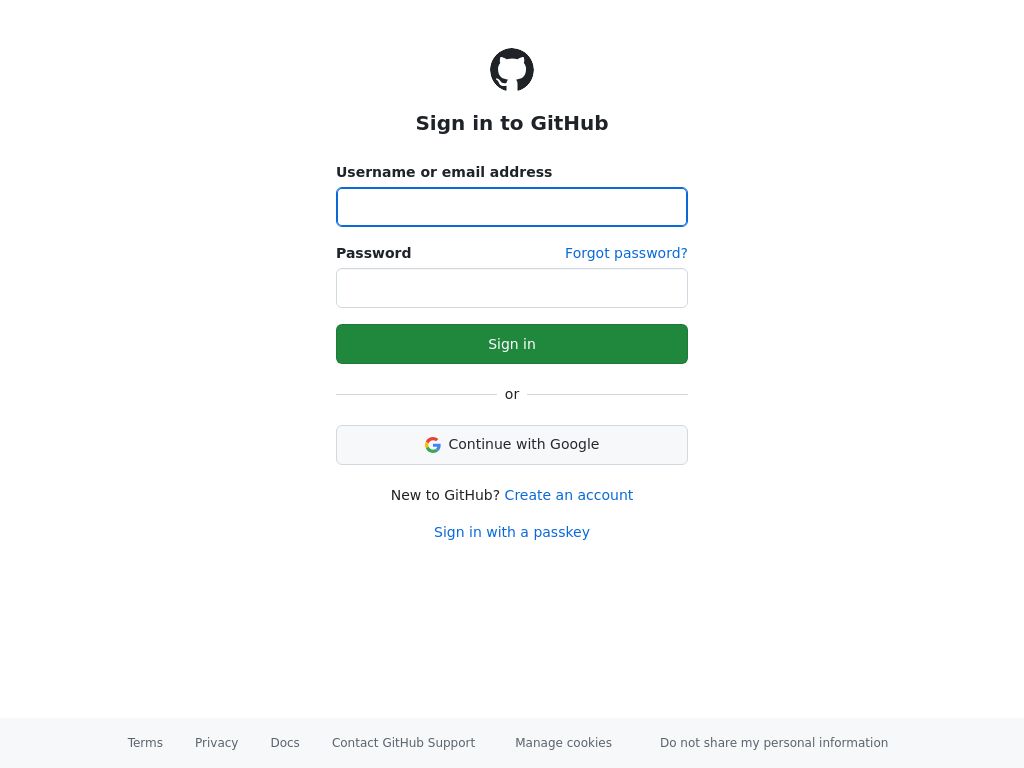 Sign in to GitHub
Username or email address
Password Forgot password?
Sign in
or
Continue with Google
New to GitHub? Create an account
Sign in with a passkey
Terms Privacy Docs Contact GitHub Support Manage cookies Do not share my personal information